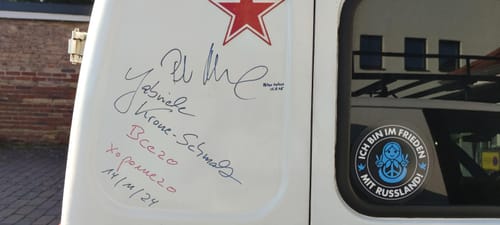 Gabriele
Krone-Schmalz
Всего
хорошего
14/11/24
ICH BIN IM FRIEDEN
MIT RUSSLAND!